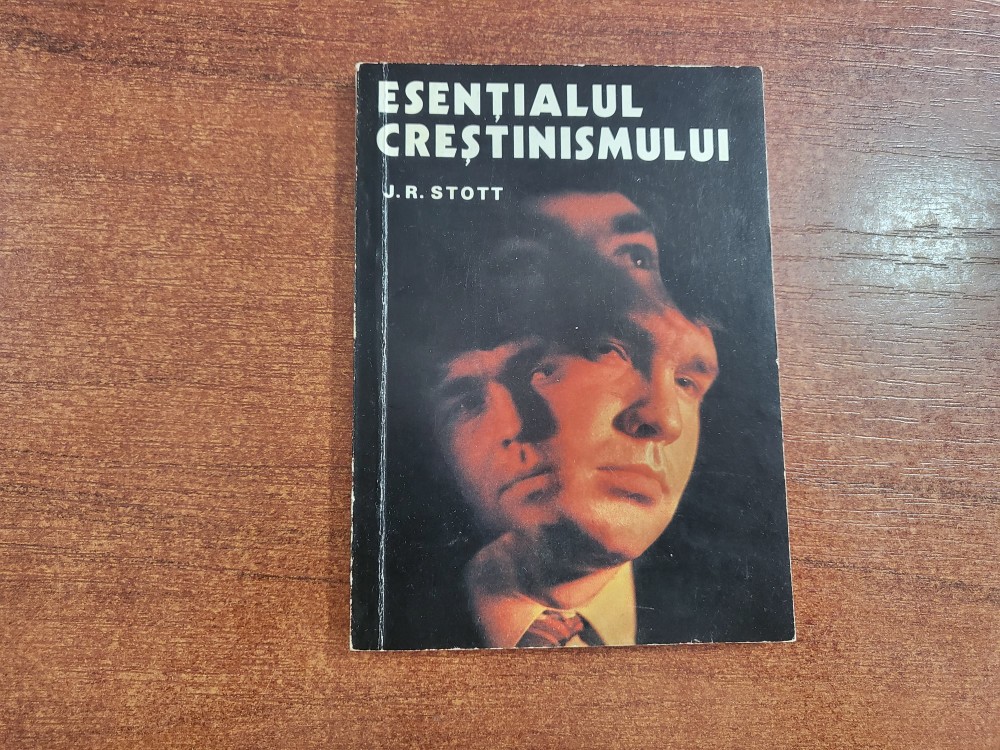 ESENȚIALUL
CREȘTINISMULUI
J. R. STOTT